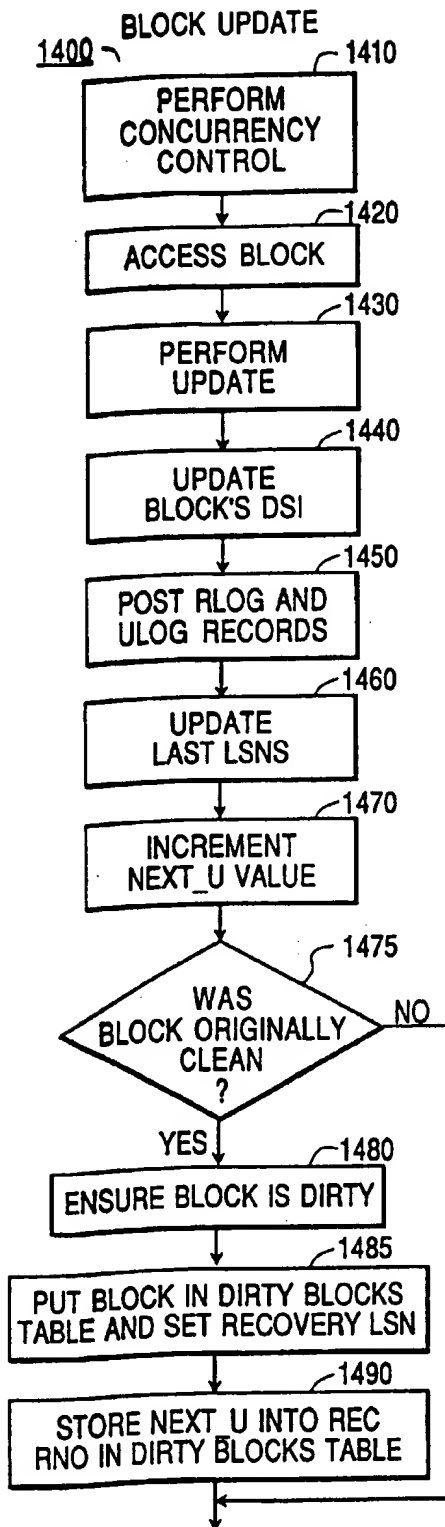 BLOCK UPDATE
1400
1410
PERFORM
CONCURRENCY
CONTROL
1420
ACCESS BLOCK
1430
PERFORM
UPDATE
1440
UPDATE
BLOCK'S DSI
1450
POST RLOG AND
ULOG RECORDS
1460
UPDATE
LAST LSNS
1470
INCREMENT
NEXT_U VALUE
1475
WAS
BLOCK ORIGINALLY
CLEAN
?
NO
YES
1480
ENSURE BLOCK IS DIRTY
1485
PUT BLOCK IN DIRTY BLOCKS
TABLE AND SET RECOVERY LSN
1490
STORE NEXT_U INTO REC
RNO IN DIRTY BLOCKS TABLE